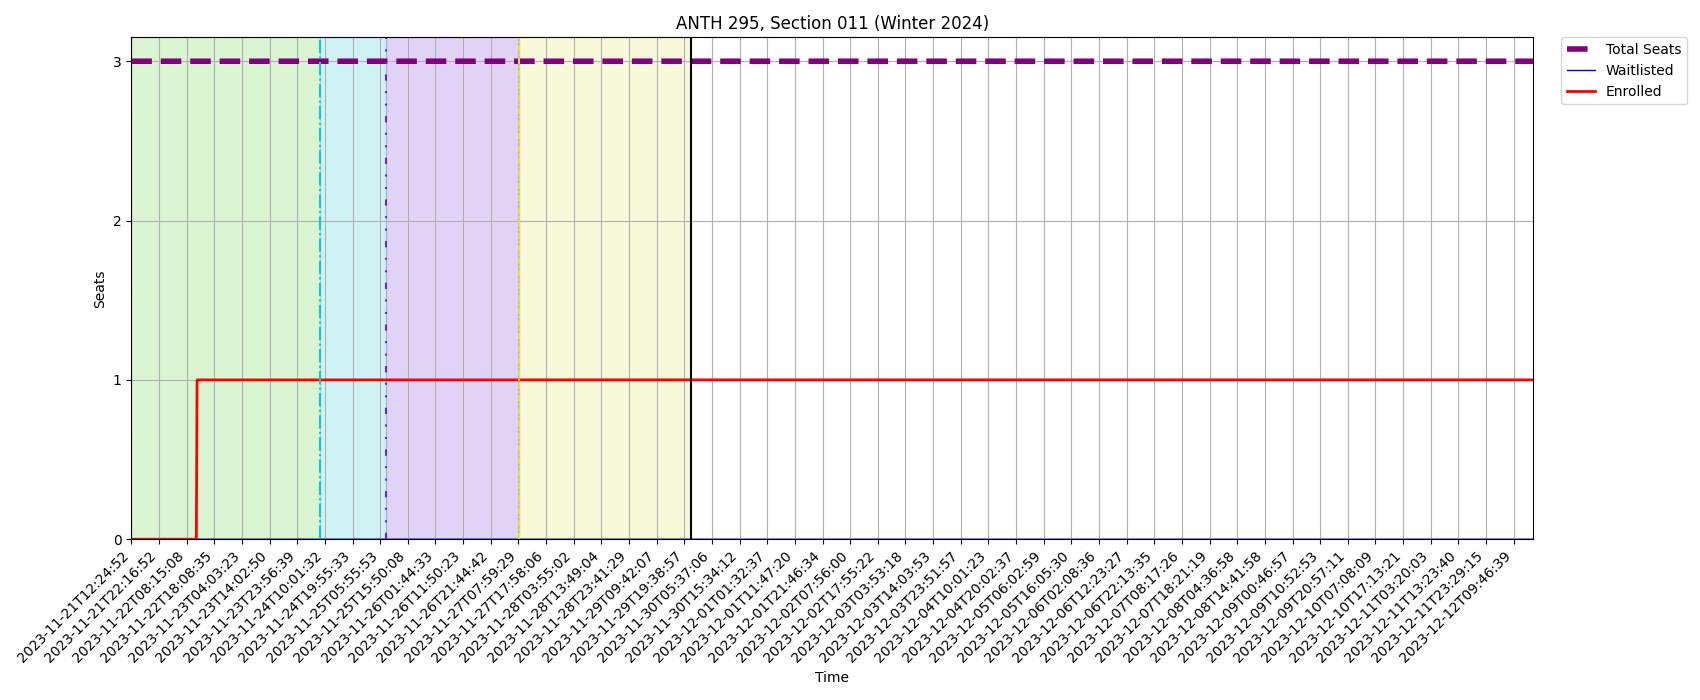 ANTH 295, Section 011 (Winter 2024)
Total Seats
Waitlisted
Enrolled
Seats
3
2
1
0
2023-11-21T12:24:52
2023-11-21T22:16:52
2023-11-22T08:15:08
2023-11-22T18:08:35
2023-11-23T04:03:23
2023-11-23T14:02:50
2023-11-23T23:56:39
2023-11-24T10:01:32
2023-11-24T19:55:33
2023-11-25T05:55:53
2023-11-25T15:50:08
2023-11-26T01:44:33
2023-11-26T11:50:23
2023-11-26T21:44:42
2023-11-27T07:59:29
2023-11-27T17:58:06
2023-11-28T03:55:02
2023-11-28T13:49:04
2023-11-28T23:41:29
2023-11-29T09:42:07
2023-11-29T19:38:57
2023-11-30T05:37:06
2023-11-30T15:34:12
2023-12-01T01:32:37
2023-12-01T11:47:20
2023-12-01T21:46:34
2023-12-02T07:56:00
2023-12-02T17:55:22
2023-12-03T03:53:18
2023-12-03T14:03:53
2023-12-03T23:51:57
2023-12-04T10:01:23
2023-12-04T20:02:37
2023-12-05T06:02:59
2023-12-05T16:05:30
2023-12-06T02:08:36
2023-12-06T12:23:27
2023-12-06T22:13:35
2023-12-07T08:17:26
2023-12-07T18:21:19
2023-12-08T04:36:58
2023-12-08T14:41:58
2023-12-09T00:46:57
2023-12-09T10:52:53
2023-12-09T20:57:11
2023-12-10T07:08:09
2023-12-10T17:13:21
2023-12-11T03:20:03
2023-12-11T13:23:40
2023-12-11T23:29:15
2023-12-12T09:46:39
Time